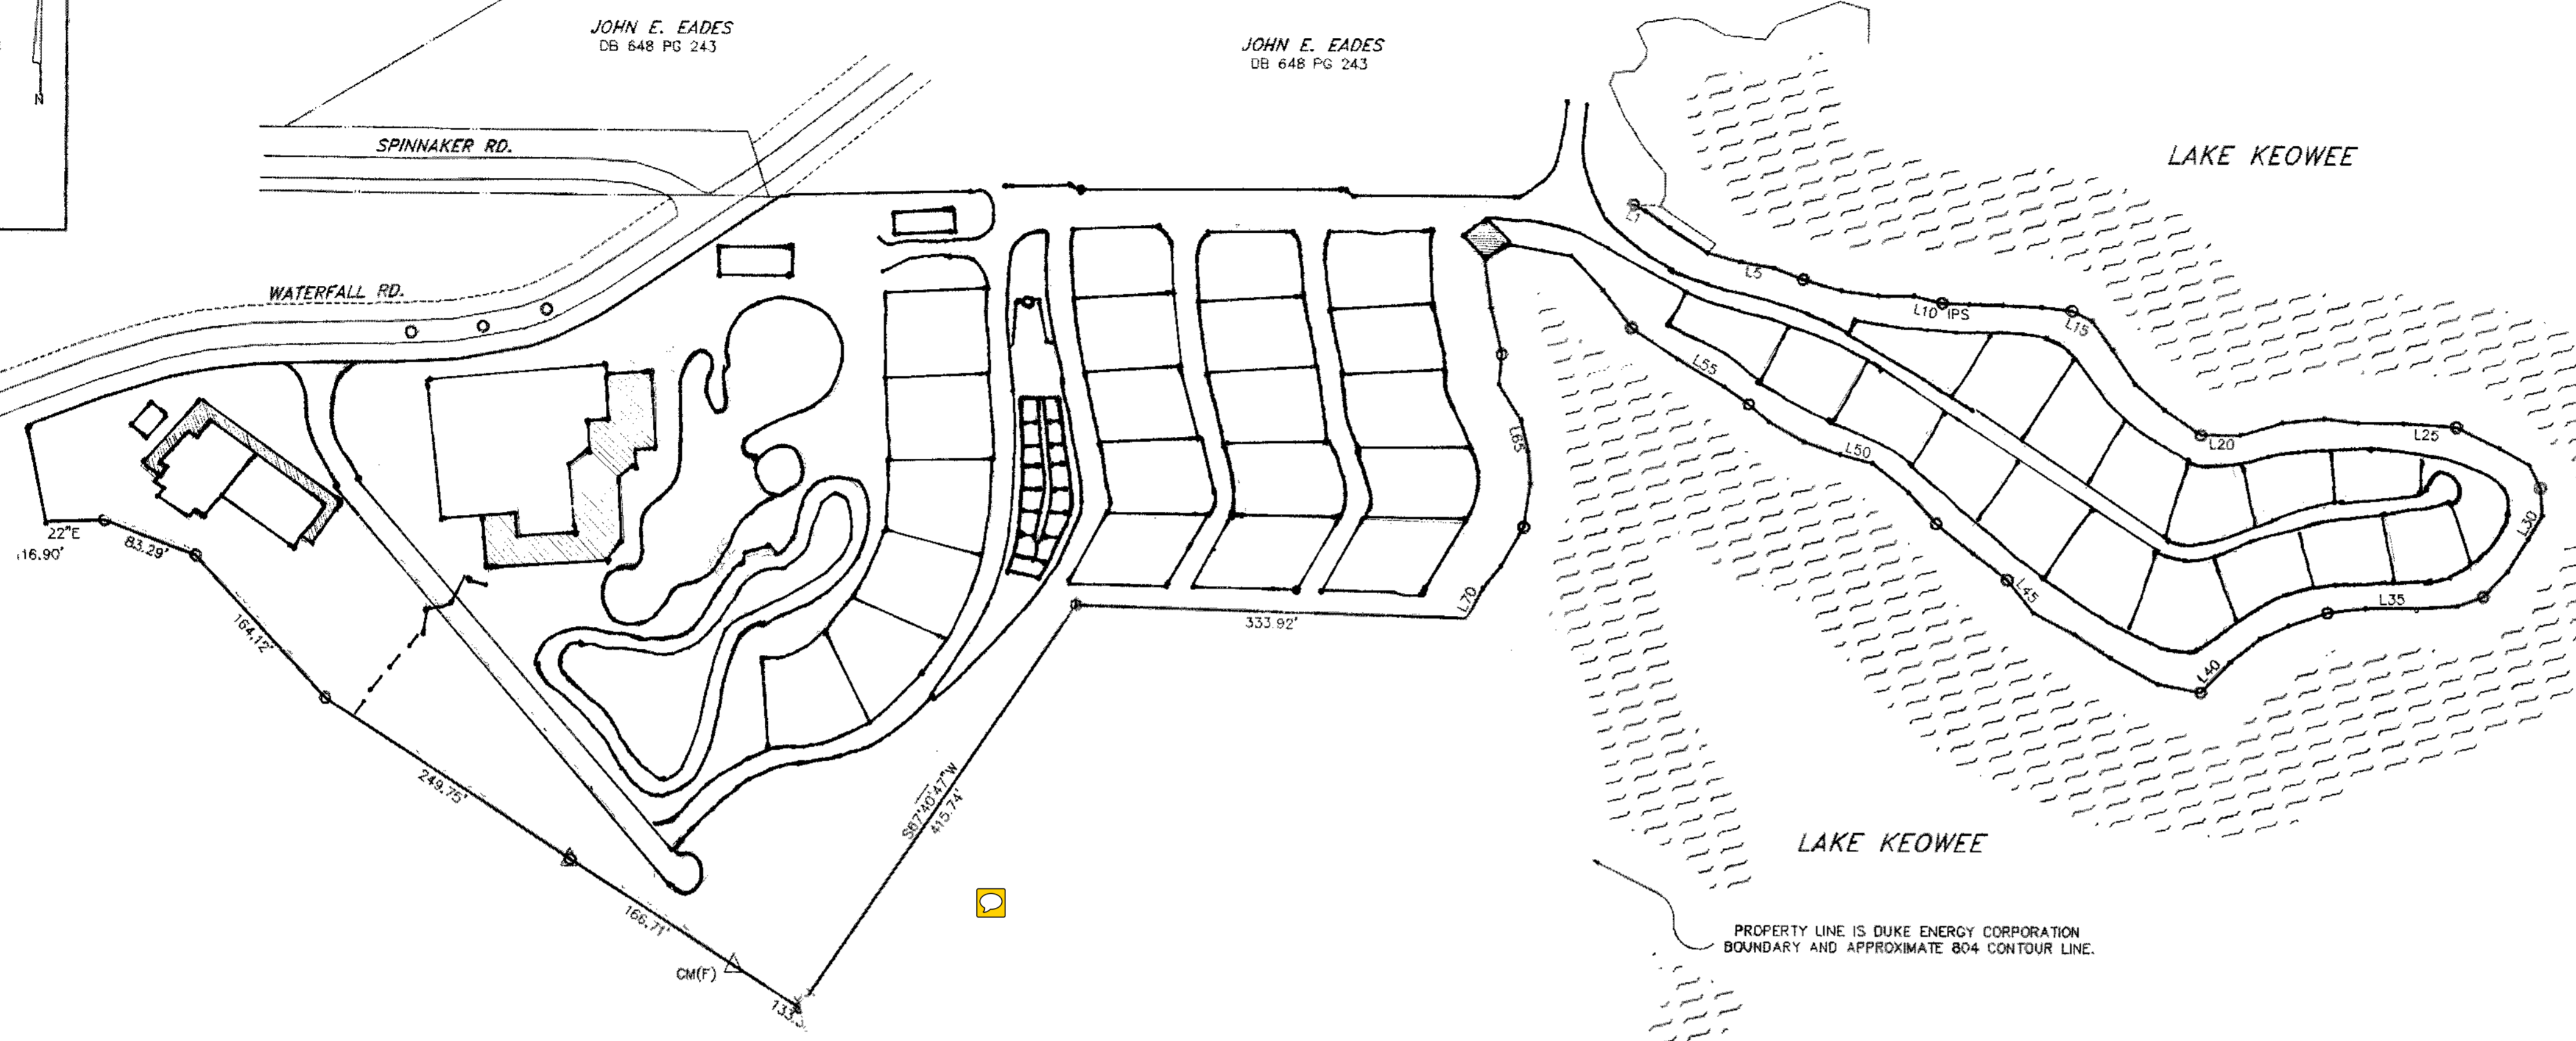 JOHN E. EADES
DB 648 PG 243
JOHN E. EADES
DB 648 PG 243
N
SPINNAKER RD.
LAKE KEOWEE
WATERFALL RD.
L1
L5
L10 IPS
L15
L20
L25
L30
L35
L40
L45
L50
L55
L65
L70
22"E
116.90'
83.29'
164.12'
249.75'
166.71'
CM(F)
S67°40'47"W
415.74'
333.92'
LAKE KEOWEE
PROPERTY LINE IS DUKE ENERGY CORPORATION
BOUNDARY AND APPROXIMATE 804 CONTOUR LINE.